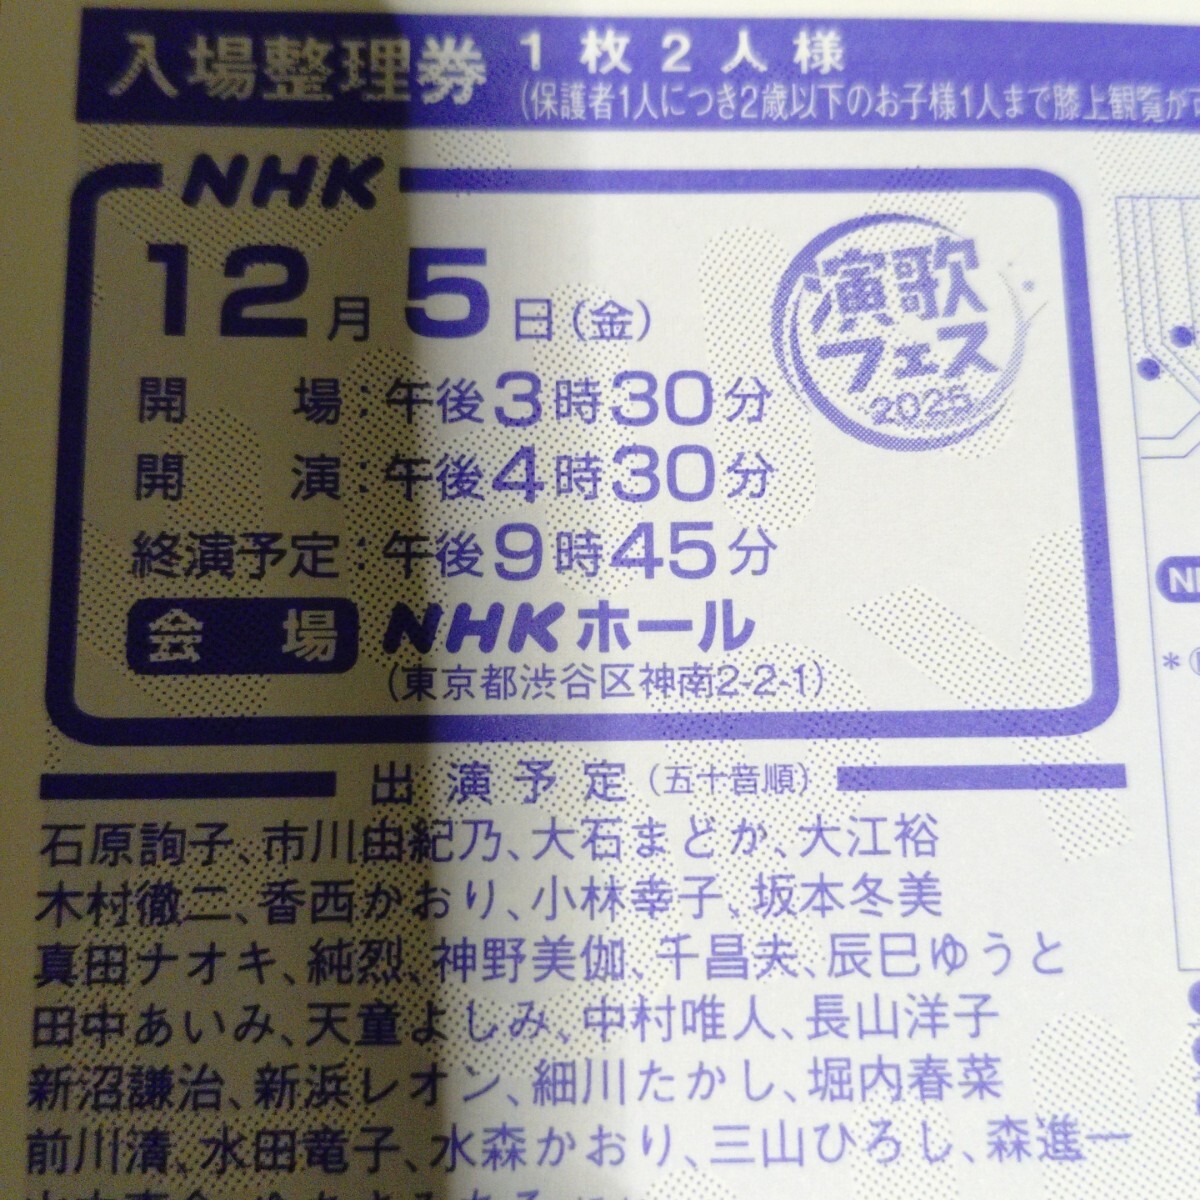 入場整理券 1枚2人様
(保護者1人につき2歳以下のお子様1人まで膝上観覧が
NHK
12月5日(金)
演歌
フェス
2025
開場:午後3時30分
開演:午後4時30分
終演予定:午後9時45分
会場 NHKホール
(東京都渋谷区神南2-2-1)
出演予定(五十音順)
石原詢子、市川由紀乃、大石まどか、大江裕
木村徹二、香西かおり、小林幸子、坂本冬美
真田ナオキ、純烈、神野美伽、千昌夫、辰巳ゆうと
田中あいみ、天童よしみ、中村唯人、長山洋子
新沼謙治、新浜レオン、細川たかし、堀内春菜
前川清、水田竜子、水森かおり、三山ひろし、森進一